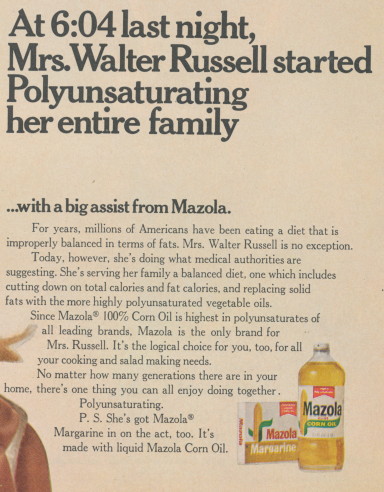 At 6:04 last night,
Mrs. Walter Russell started
Polyunsaturating
her entire family
...with a big assist from Mazola.
For years, millions of Americans have been eating a diet that is
improperly balanced in terms of fats. Mrs. Walter Russell is no exception.
Today, however, she's doing what medical authorities are
suggesting. She's serving her family a balanced diet, one which includes
cutting down on total calories and fat calories, and replacing solid
fats with the more highly polyunsaturated vegetable oils.
Since Mazola® 100% Corn Oil is highest in polyunsaturates of
all leading brands, Mazola is the only brand for
Mrs. Russell. It's the logical choice for you, too, for all
your cooking and salad making needs.
No matter how many generations there are in your
home, there's one thing you can all enjoy doing together.
Polyunsaturating.
P. S. She's got Mazola®
Margarine in on the act, too. It's
made with liquid Mazola Corn Oil.
Mazola
CORN OIL
Mazola
Margarine
Mazola